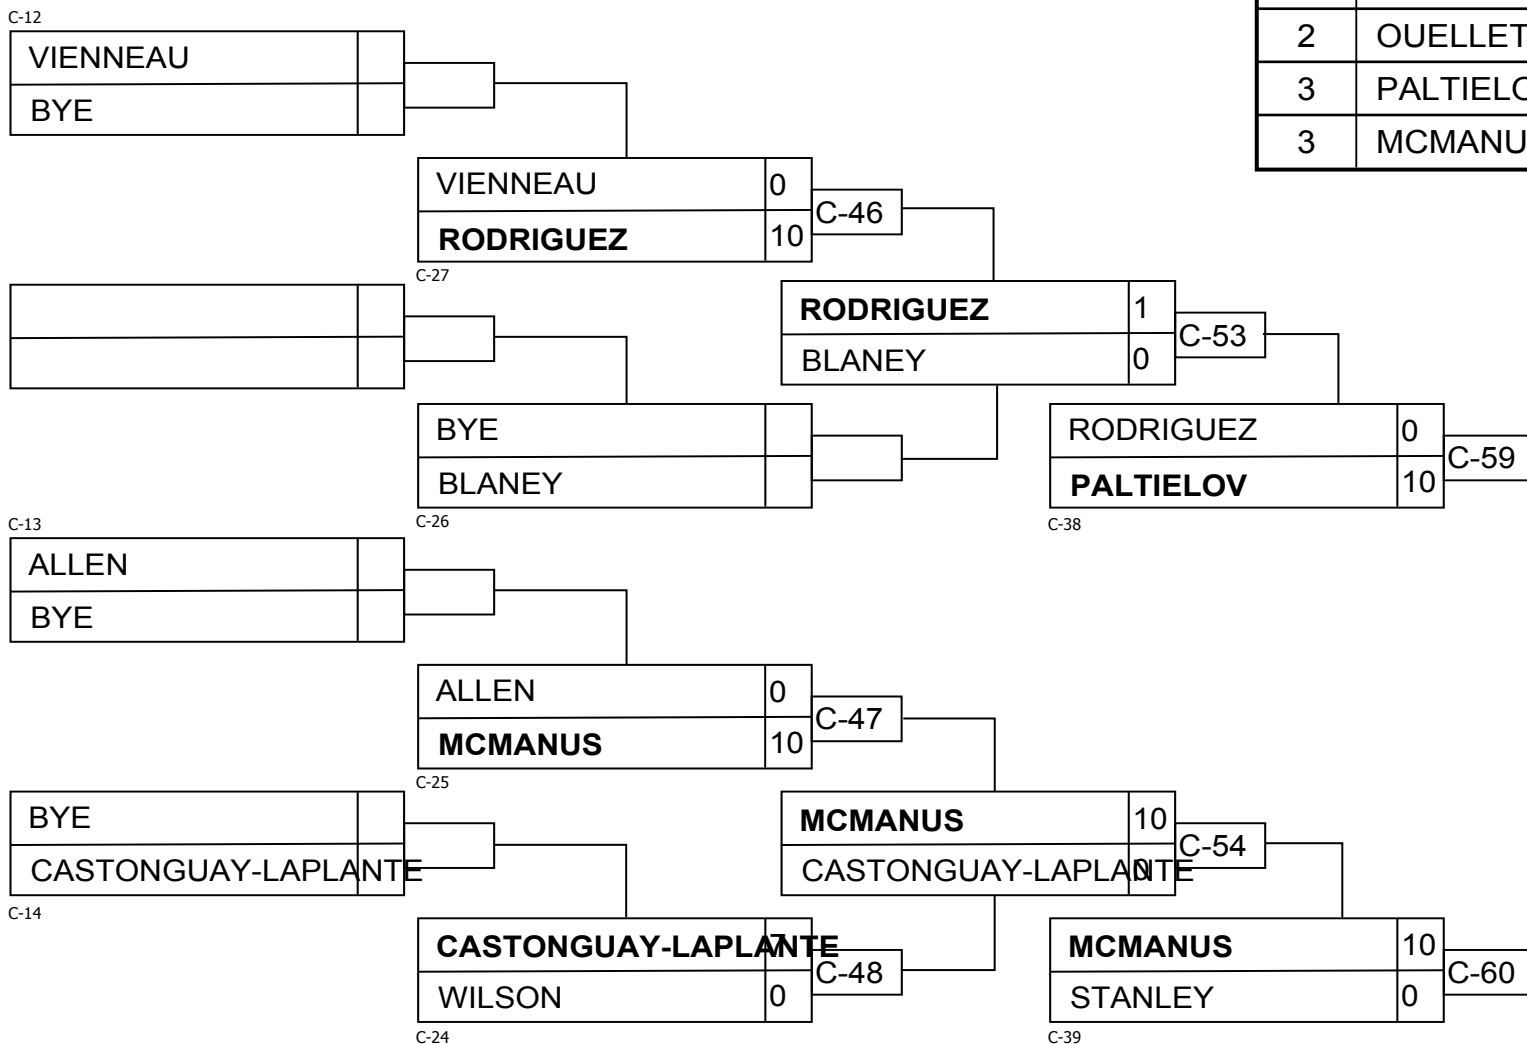 C-12
VIENNEAU
BYE
2 OUELLET
3 PALTIELO
3 MCMANU
VIENNEAU 0
RODRIGUEZ 10
C-46
C-27
RODRIGUEZ 1
BLANEY 0
C-53
BYE
BLANEY
C-26
RODRIGUEZ 0
PALTIELOV 10
C-59
C-38
C-13
ALLEN
BYE
ALLEN 0
MCMANUS 10
C-47
C-25
BYE
CASTONGUAY-LAPLANTE
C-14
MCMANUS 10
CASTONGUAY-LAPLANTE 0
C-54
CASTONGUAY-LAPLANTE 7
WILSON 0
C-48
C-24
MCMANUS 10
STANLEY 0
C-60
C-39